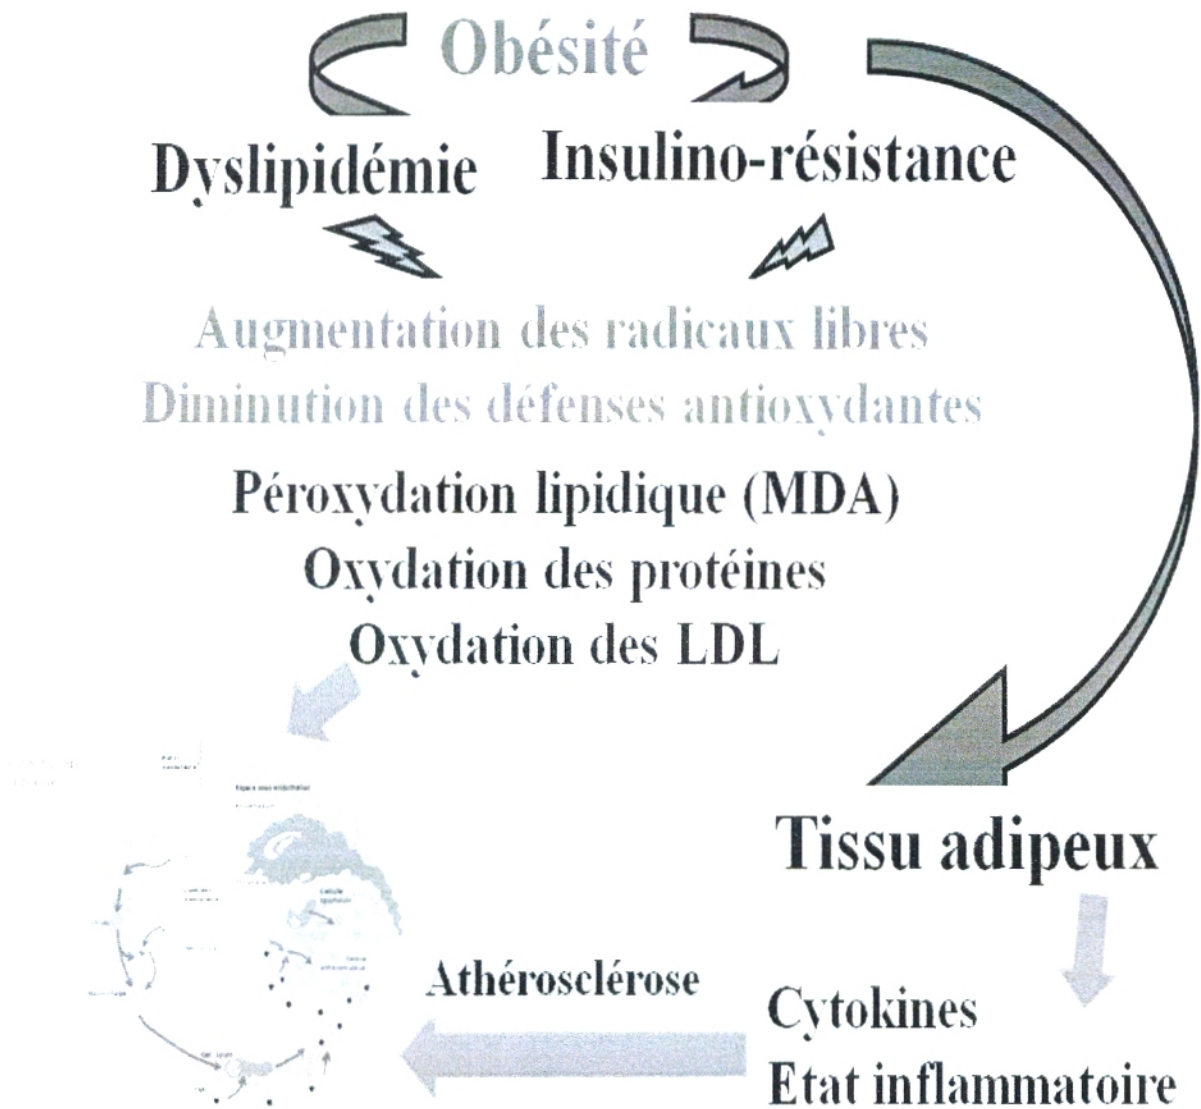 Obésité
Dyslipidémie
Insulino-résistance
Augmentation des radicaux libres
Diminution des défenses antioxydantes
Péroxydation lipidique (MDA)
Oxydation des protéines
Oxydation des LDL
Tissu adipeux
Athérosclérose
Cytokines
Etat inflammatoire